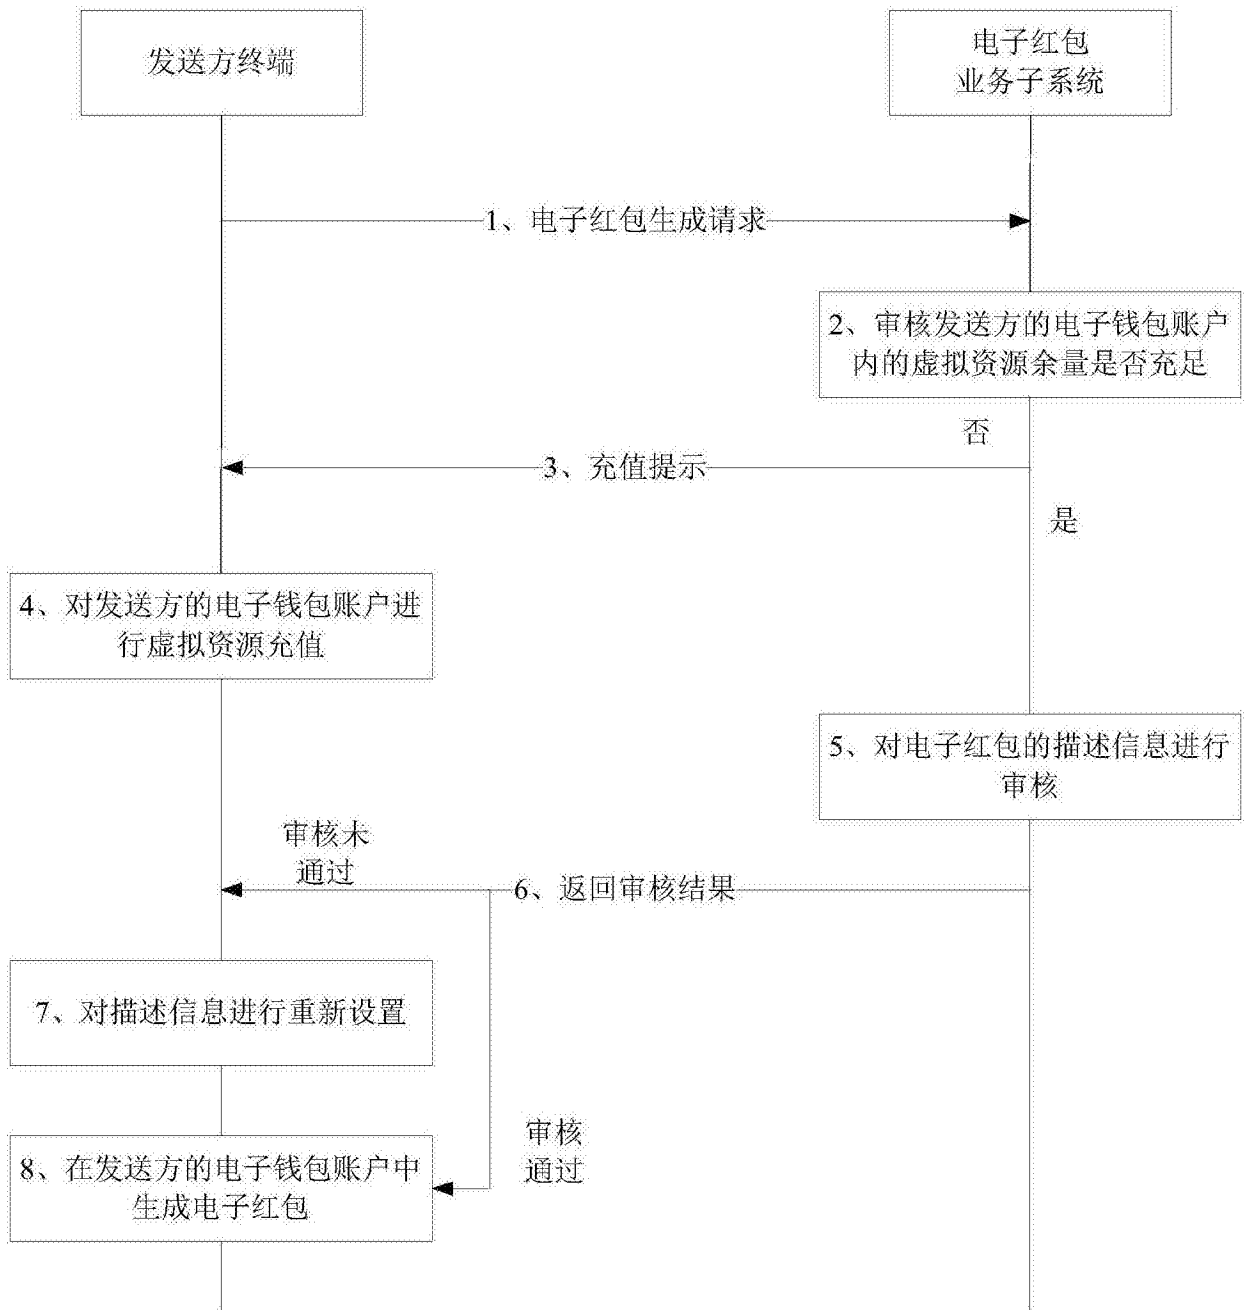 发送方终端
电子红包
业务子系统
1、电子红包生成请求
2、审核发送方的电子钱包账户
内的虚拟资源余量是否充足
否
3、充值提示
是
4、对发送方的电子钱包账户进
行虚拟资源充值
5、对电子红包的描述信息进行
审核
审核未
通过
6、返回审核结果
7、对描述信息进行重新设置
审核
通过
8、在发送方的电子钱包账户中
生成电子红包